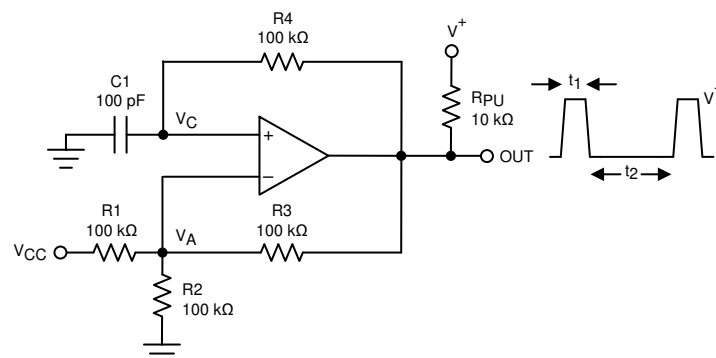 R4
100 kΩ
V+
C1
100 pF
VC
RPU
10 kΩ
t1
V+
+
−
OUT
t2
R1
100 kΩ
VA
R3
100 kΩ
VCC
R2
100 kΩ